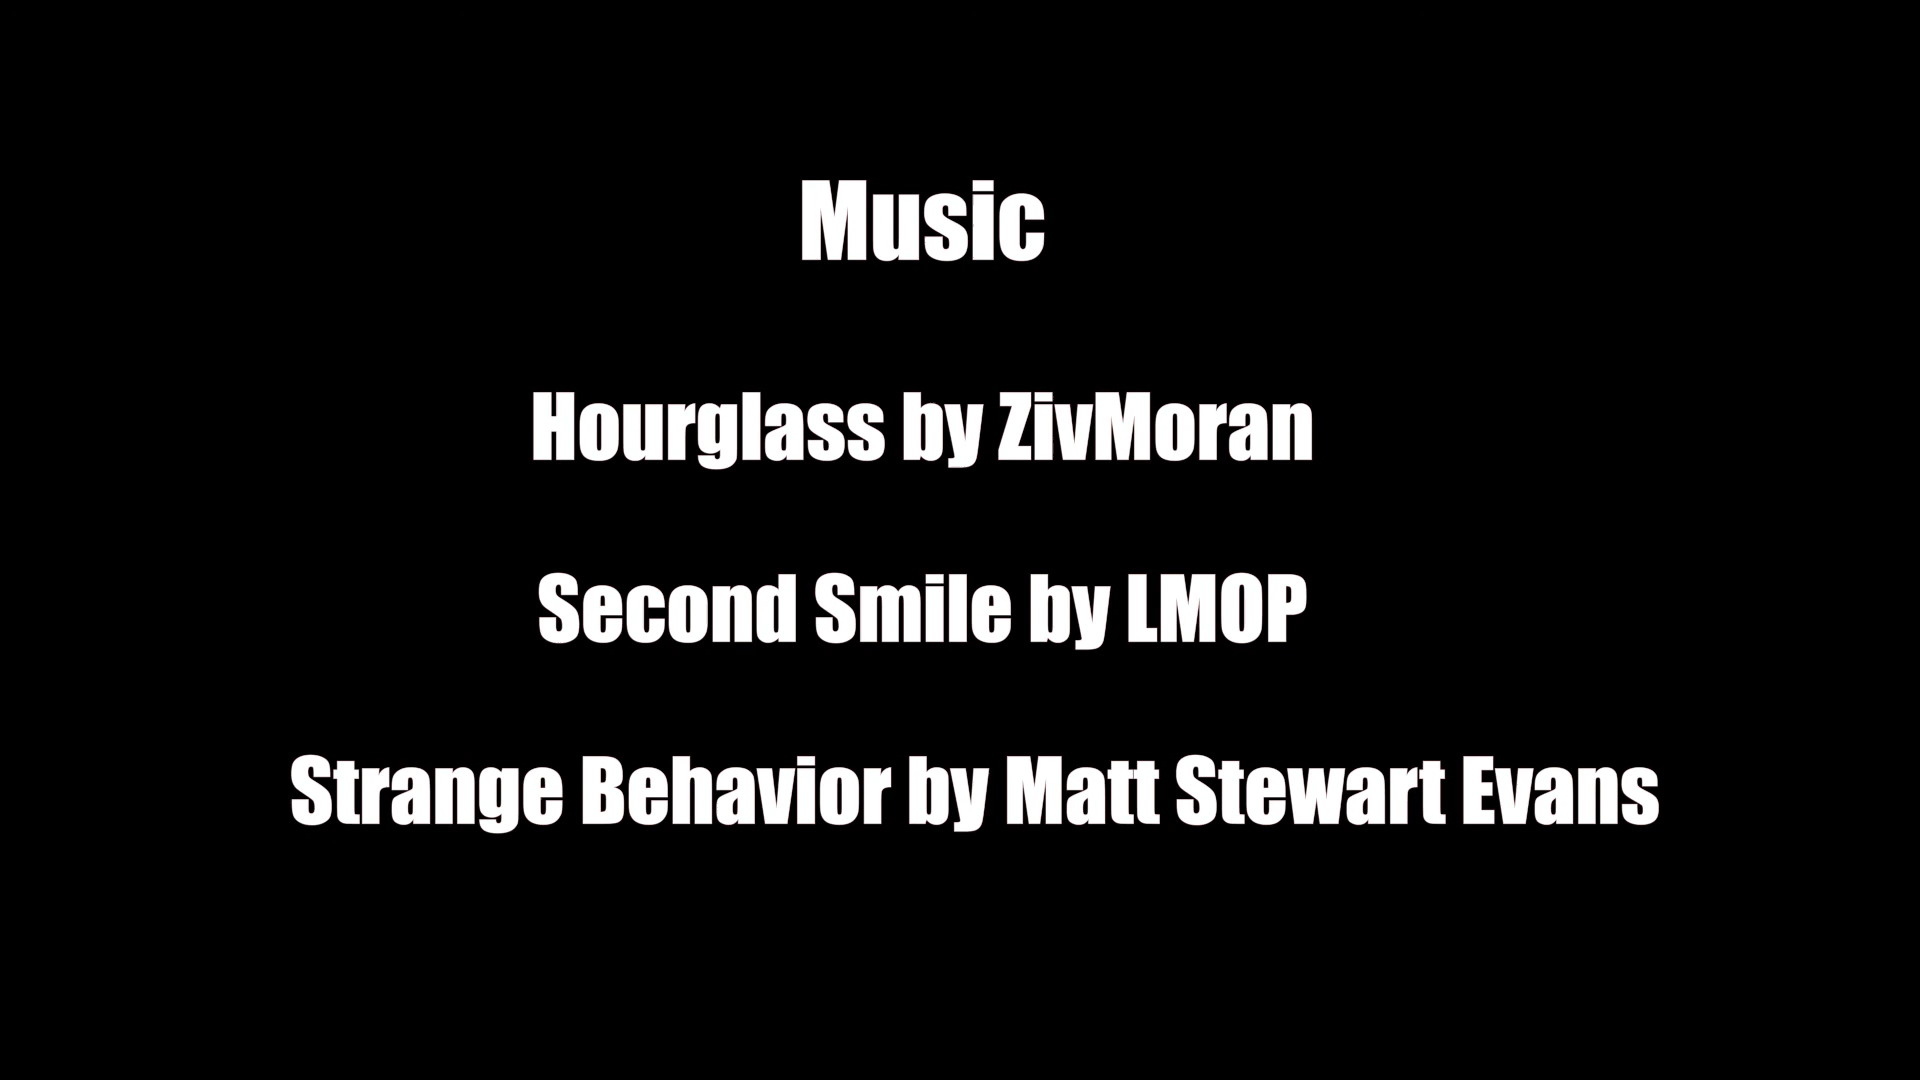 Music
Hourglass by ZivMoran
Second Smile by LMOP
Strange Behavior by Matt Stewart Evans